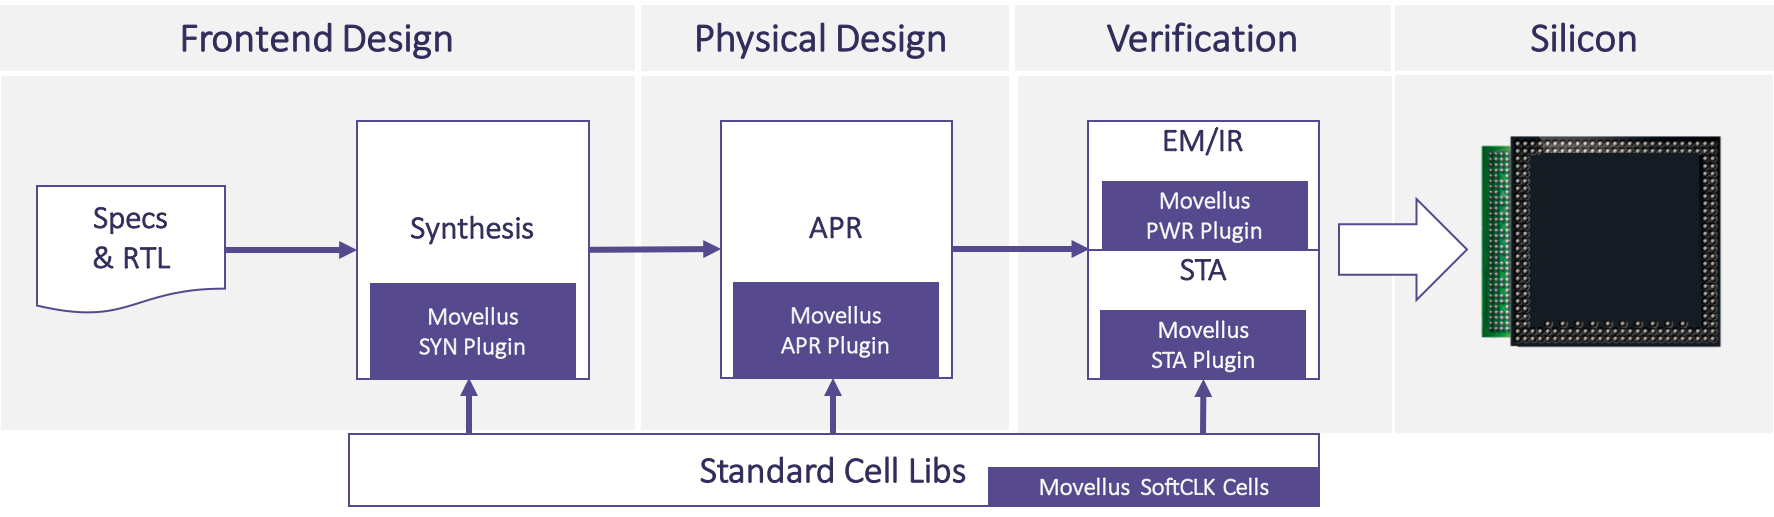 Frontend Design
Physical Design
Verification
Silicon
Specs
& RTL
Synthesis
Movellus
SYN Plugin
APR
Movellus
APR Plugin
EM/IR
Movellus
PWR Plugin
STA
Movellus
STA Plugin
Standard Cell Libs
Movellus SoftCLK Cells